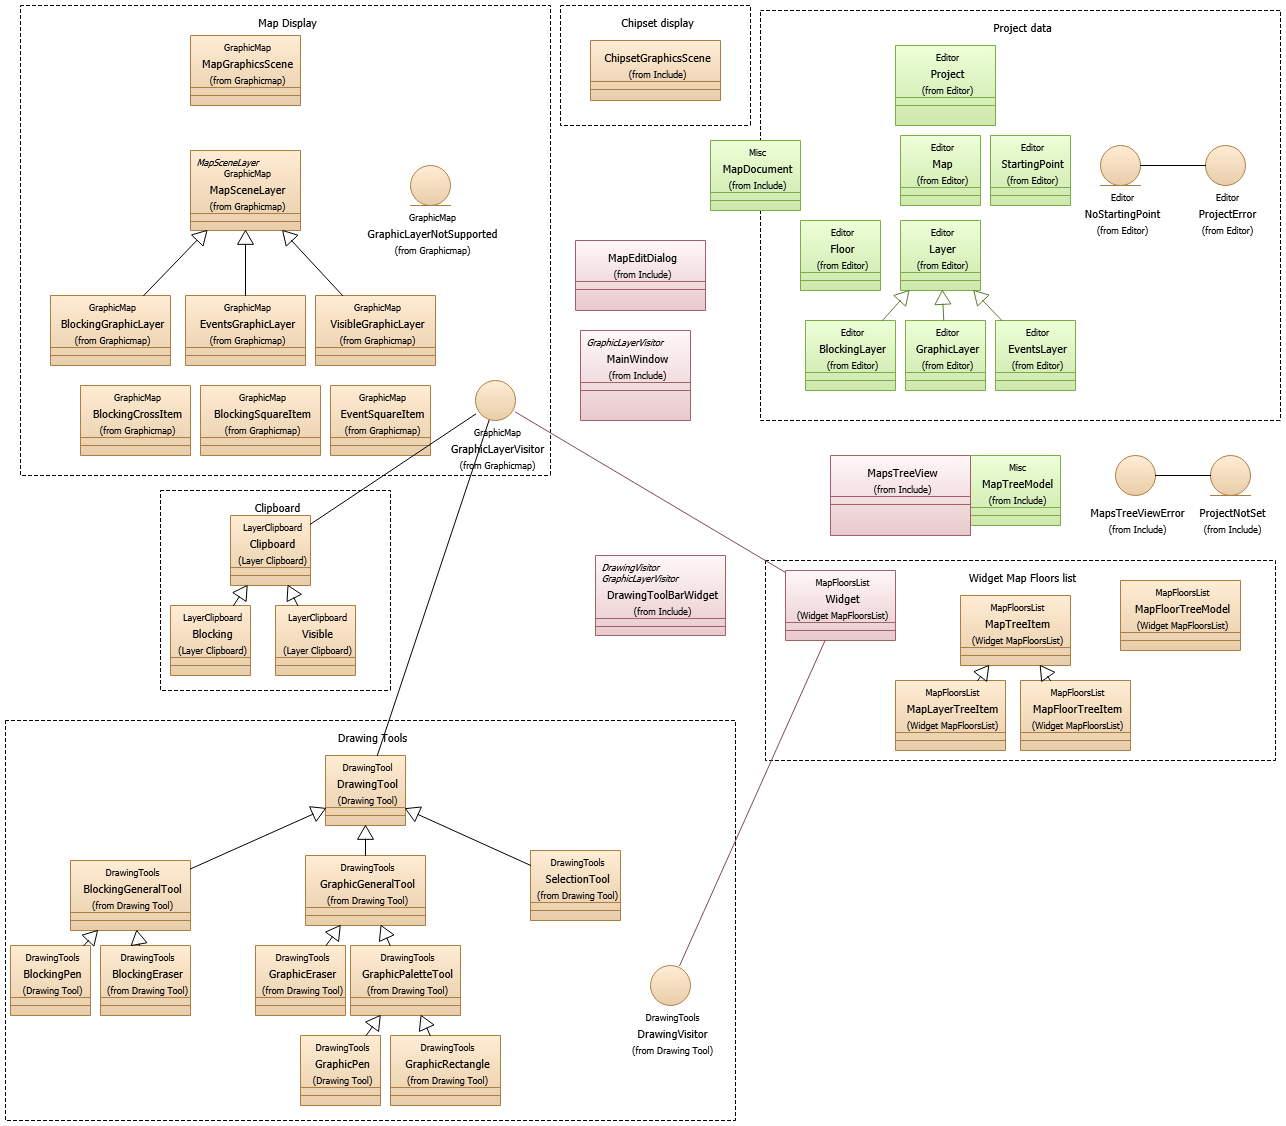 Map Display
GraphicMap
MapGraphicsScene
(from Graphicmap)
MapSceneLayer
GraphicMap
MapSceneLayer
(from Graphicmap)
GraphicMap
GraphicLayerNotSupported
(from Graphicmap)
GraphicMap
BlockingGraphicLayer
(from Graphicmap)
GraphicMap
EventsGraphicLayer
(from Graphicmap)
GraphicMap
VisibleGraphicLayer
(from Graphicmap)
GraphicMap
BlockingCrossItem
(from Graphicmap)
GraphicMap
BlockingSquareItem
(from Graphicmap)
GraphicMap
EventSquareItem
(from Graphicmap)
GraphicMap
GraphicLayerVisitor
(from Graphicmap)
Chipset display
ChipsetGraphicsScene
(from Include)
Project data
Editor
Project
(from Editor)
Misc
MapDocument
(from Include)
Editor
Map
(from Editor)
Editor
StartingPoint
(from Editor)
Editor
NoStartingPoint
(from Editor)
Editor
ProjectError
(from Editor)
Editor
Floor
(from Editor)
Editor
Layer
(from Editor)
Editor
BlockingLayer
(from Editor)
Editor
GraphicLayer
(from Editor)
Editor
EventsLayer
(from Editor)
MapEditDialog
(from Include)
GraphicLayerVisitor
MainWindow
(from Include)
MapsTreeView
(from Include)
Misc
MapTreeModel
(from Include)
MapsTreeViewError
(from Include)
ProjectNotSet
(from Include)
Clipboard
LayerClipboard
Clipboard
(Layer Clipboard)
LayerClipboard
Blocking
(Layer Clipboard)
LayerClipboard
Visible
(Layer Clipboard)
DrawingVisitor
GraphicLayerVisitor
DrawingToolBarWidget
(from Include)
Widget Map Floors list
MapFloorsList
Widget
(Widget MapFloorsList)
MapFloorsList
MapTreeItem
(Widget MapFloorsList)
MapFloorsList
MapFloorTreeModel
(Widget MapFloorsList)
MapFloorsList
MapLayerTreeItem
(Widget MapFloorsList)
MapFloorsList
MapFloorTreeItem
(Widget MapFloorsList)
Drawing Tools
DrawingTool
DrawingTool
(Drawing Tool)
DrawingTools
BlockingGeneralTool
(from Drawing Tool)
DrawingTools
GraphicGeneralTool
(from Drawing Tool)
DrawingTools
SelectionTool
(from Drawing Tool)
DrawingTools
BlockingPen
(Drawing Tool)
DrawingTools
BlockingEraser
(from Drawing Tool)
DrawingTools
GraphicEraser
(from Drawing Tool)
DrawingTools
GraphicPaletteTool
(from Drawing Tool)
DrawingTools
GraphicPen
(Drawing Tool)
DrawingTools
GraphicRectangle
(from Drawing Tool)
DrawingTools
DrawingVisitor
(from Drawing Tool)